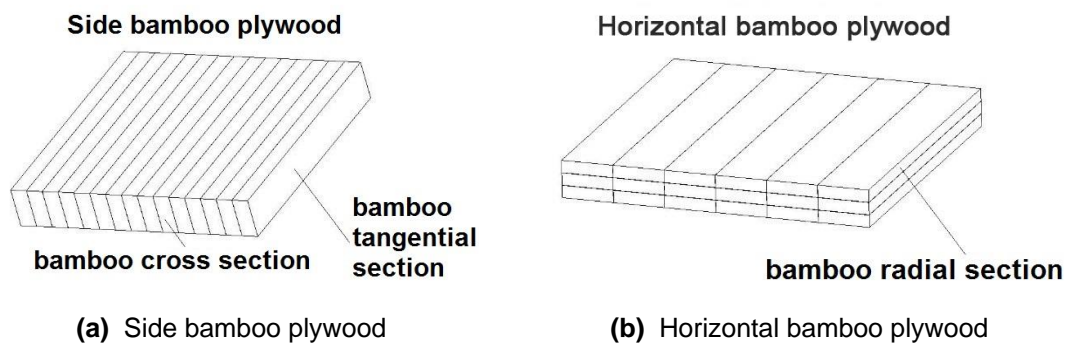 Side bamboo plywood
Horizontal bamboo plywood
bamboo cross section
bamboo
tangential
section
bamboo radial section
(a) Side bamboo plywood
(b) Horizontal bamboo plywood